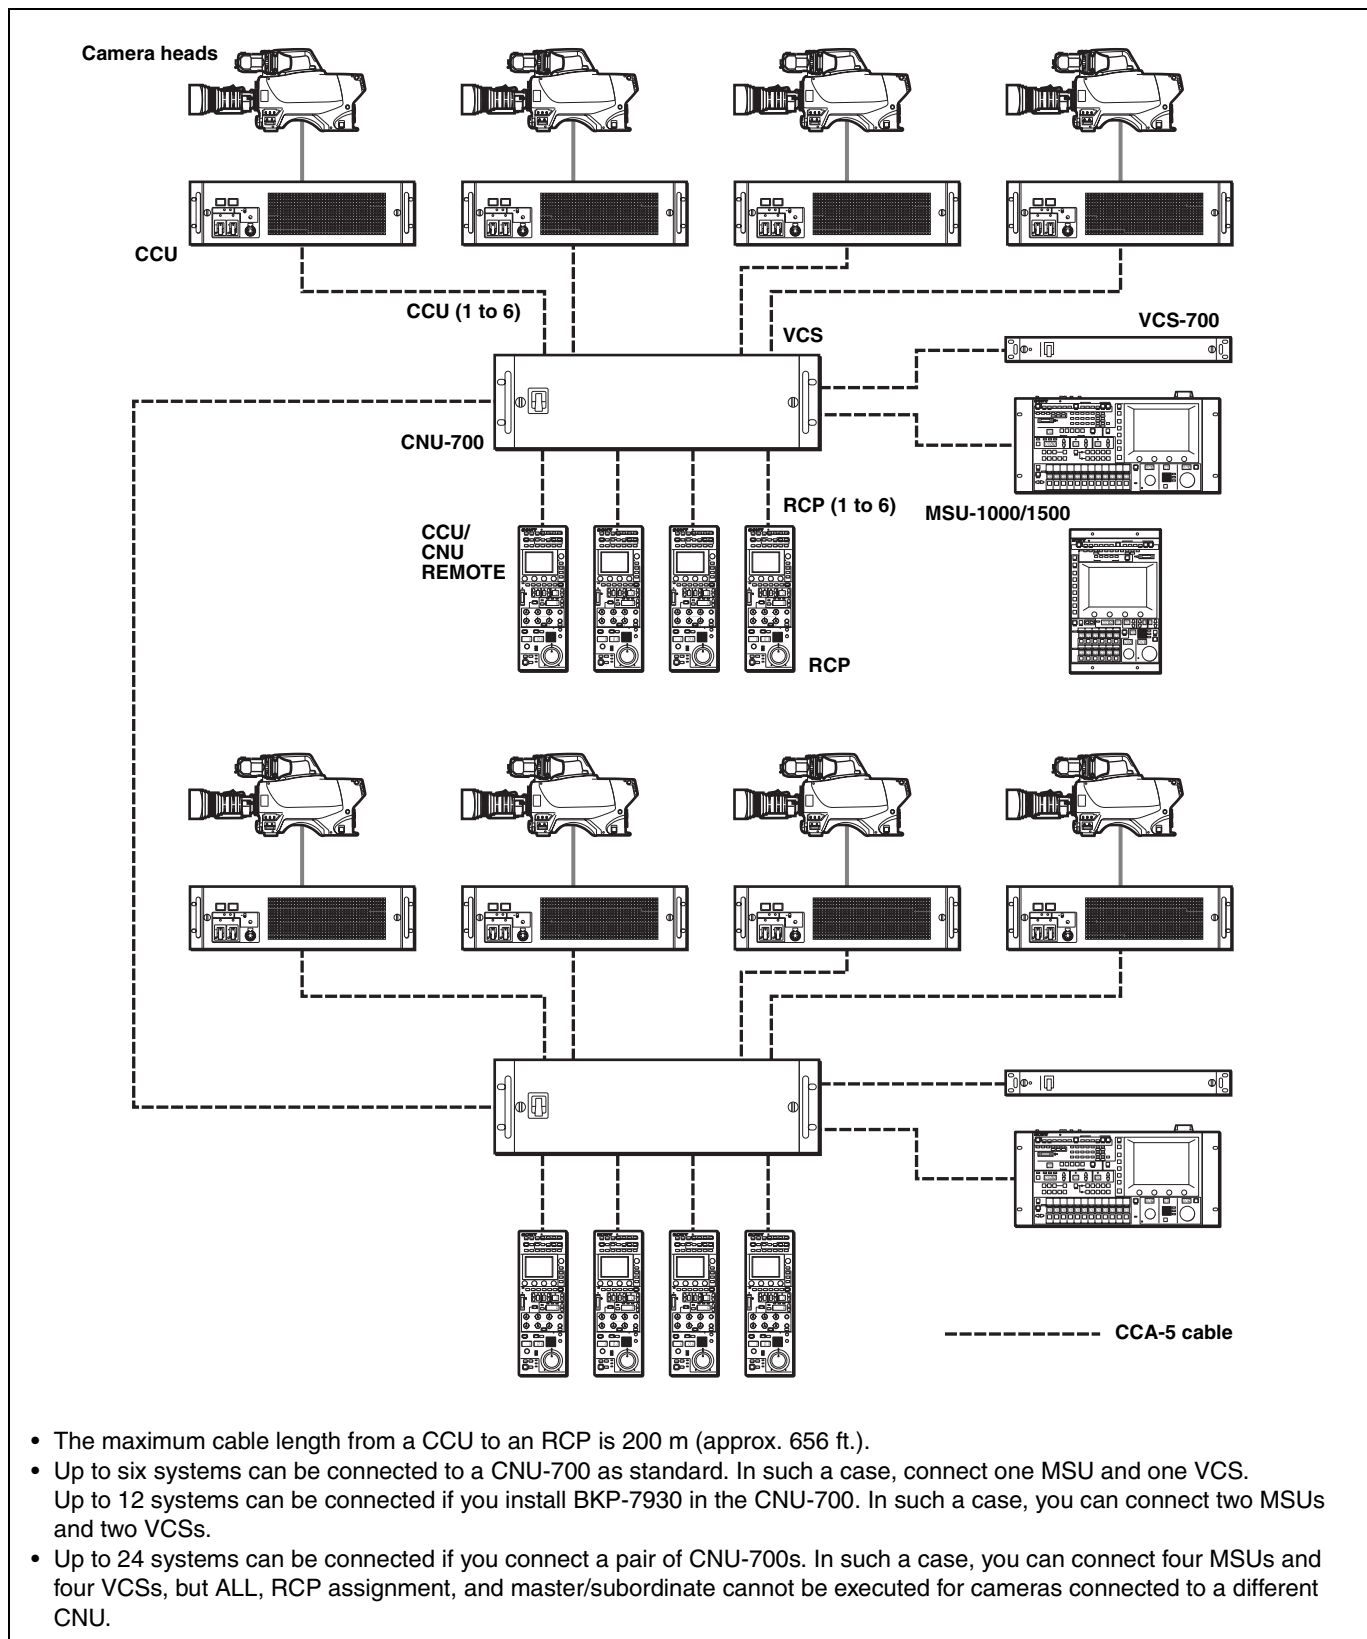 Camera heads
CCU
CCU (1 to 6)
VCS
VCS-700
CNU-700
RCP (1 to 6)
MSU-1000/1500
CCU/
CNU
REMOTE
RCP
CCA-5 cable
• The maximum cable length from a CCU to an RCP is 200 m (approx. 656 ft.).
• Up to six systems can be connected to a CNU-700 as standard. In such a case, connect one MSU and one VCS.
Up to 12 systems can be connected if you install BKP-7930 in the CNU-700. In such a case, you can connect two MSUs
and two VCSs.
• Up to 24 systems can be connected if you connect a pair of CNU-700s. In such a case, you can connect four MSUs and
four VCSs, but ALL, RCP assignment, and master/subordinate cannot be executed for cameras connected to a different
CNU.